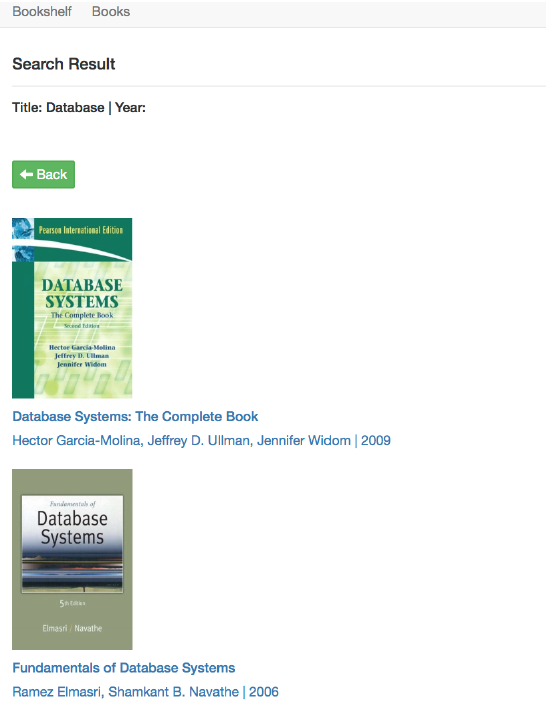 Bookshelf Books
Search Result
Title: Database | Year:
Back
Pearson International Edition
DATABASE
SYSTEMS
The Complete Book
Second Edition
Hector Garcia-Molina
Jeffrey D. Ullman
Jennifer Widom
Database Systems: The Complete Book
Hector Garcia-Molina, Jeffrey D. Ullman, Jennifer Widom | 2009
Fundamentals of
Database
Systems
5th Edition
Elmasri / Navathe
Fundamentals of Database Systems
Ramez Elmasri, Shamkant B. Navathe | 2006